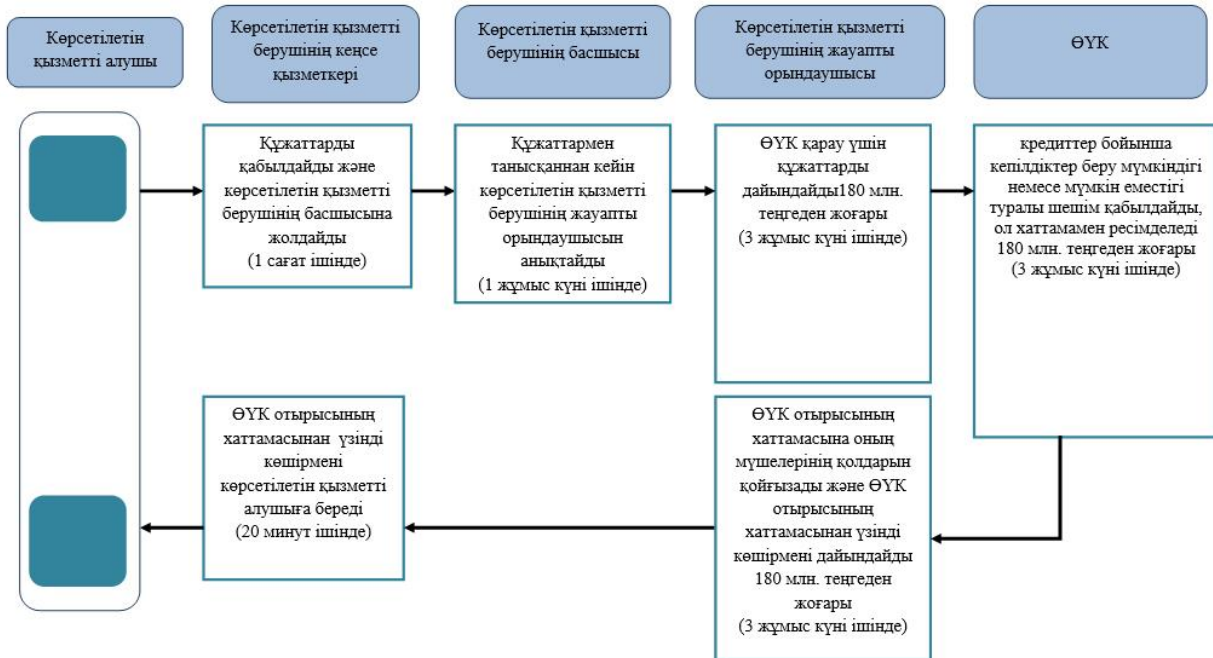 Көрсетілетін
қызметті алушы
Көрсетілетін қызметті
берушінің кеңсе
қызметкері
Көрсетілетін қызметті
берушінің басшысы
Көрсетілетін қызметті
берушінің жауапты
орындаушысы
ӨҮК
Құжаттарды
қабылдайды және
көрсетілетін қызметті
берушінің басшысына
жолдайды
(1 сағат ішінде)
Құжаттармен
танысқаннан кейін
көрсетілетін қызметті
берушінің жауапты
орындаушысын
анықтайды
(1 жұмыс күні ішінде)
ӨҮК қарау үшін
құжаттарды
дайындайды180 млн.
теңгеден жоғары
(3 жұмыс күні ішінде)
кредиттер бойынша
кепілдіктер беру мүмкіндігі
немесе мүмкін еместігі
туралы шешім қабылдайды,
ол хаттамамен ресімделеді
180 млн. теңгеден жоғары
(3 жұмыс күні ішінде)
ӨҮК отырысының
хаттамасынан үзінді
көшірмені
көрсетілетін қызметті
алушыға береді
(20 минут ішінде)
ӨҮК отырысының
хаттамасына оның
мүшелерінің қолдарын
қойғызады және ӨҮК
отырысының
хаттамасынан үзінді
көшірмені дайындайды
180 млн. теңгеден
жоғары
(3 жұмыс күні ішінде)